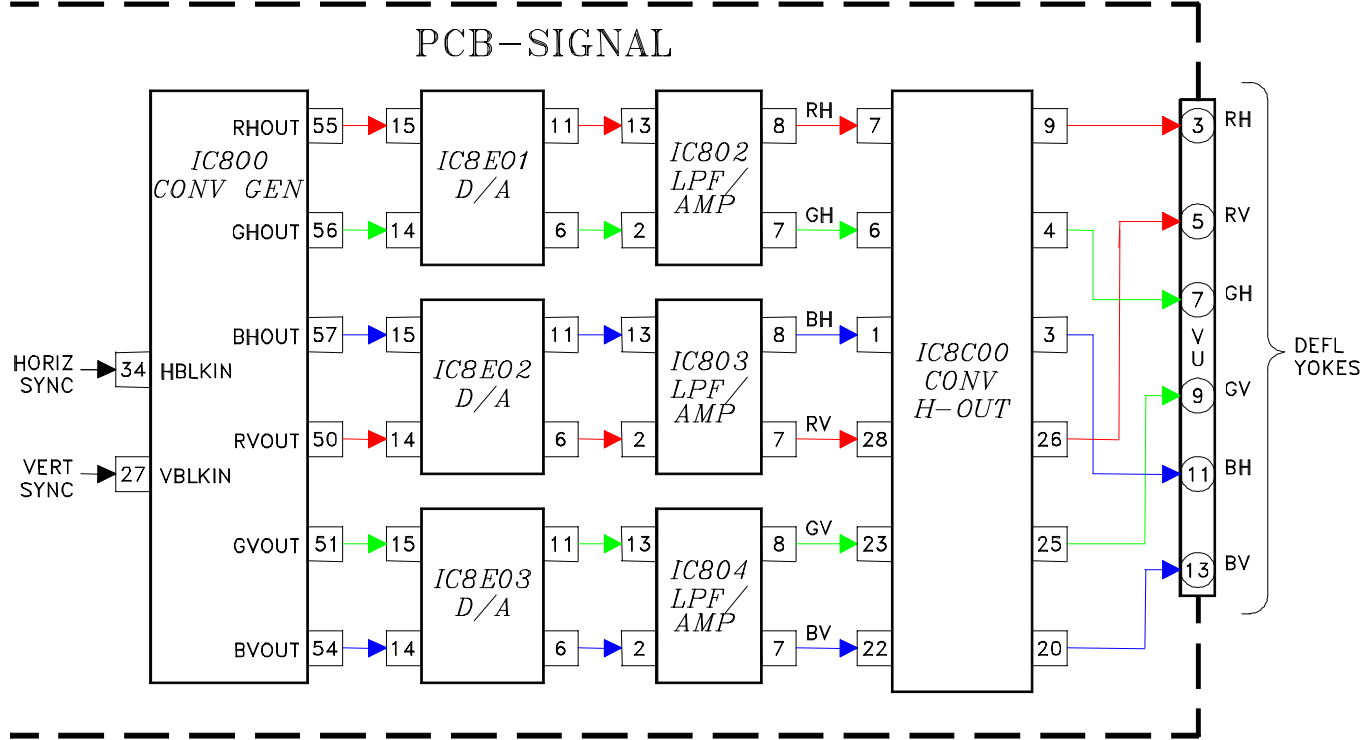 PCB-SIGNAL
RHOUT 55 15 11 13 8 RH 7 9 3 RH
IC800
CONV GEN
IC8E01
D/A
IC802
LPF/
AMP
GHOUT 56 14 6 2 7 GH 6 4
5 RV
7 GH
BHOUT 57 15 11 13 8 BH 1 3
V
U
HORIZ
SYNC
34 HBLKIN
IC8E02
D/A
IC803
LPF/
AMP
IC8C00
CONV
H-OUT
DEFL
YOKES
9 GV
RVOUT 50 14 6 2 7 RV 28 26
VERT
SYNC
27 VBLKIN
11 BH
GVOUT 51 15 11 13 8 GV 23 25
IC8E03
D/A
IC804
LPF/
AMP
13 BV
BVOUT 54 14 6 2 7 BV 22 20